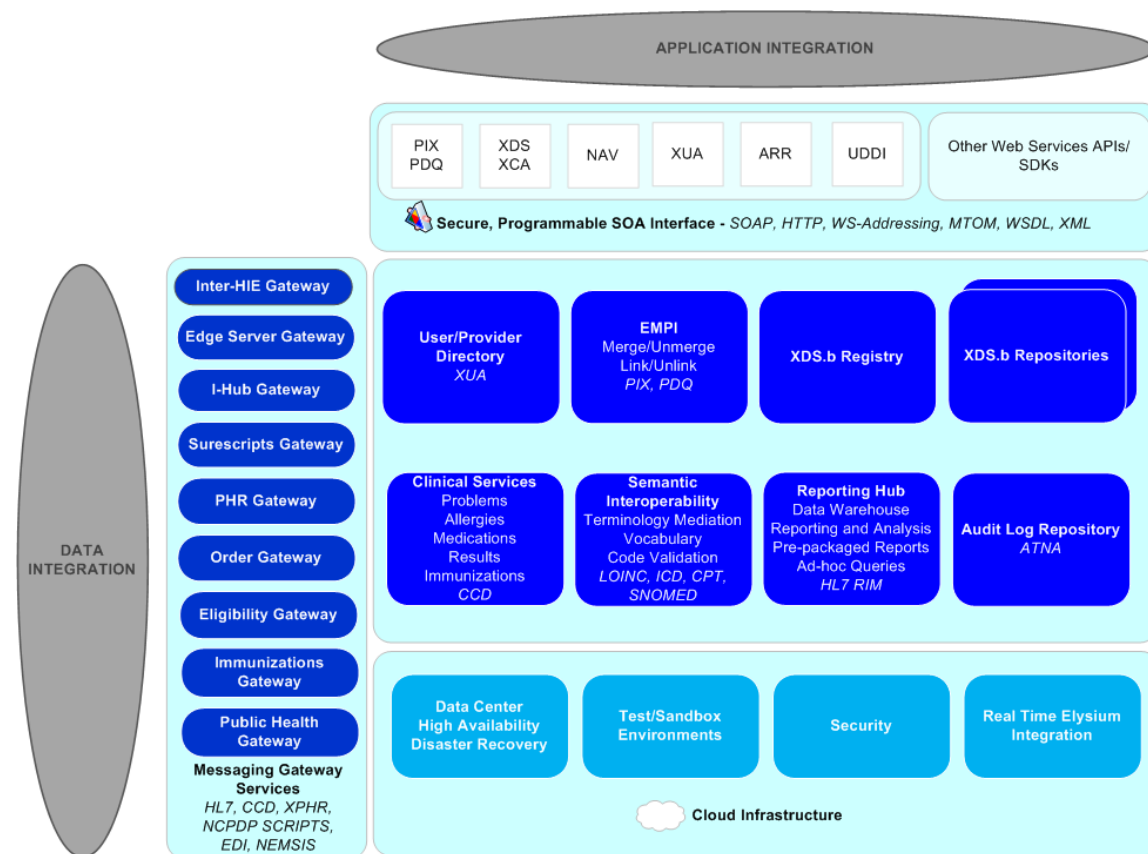 APPLICATION INTEGRATION
PIX
PDQ
XDS
XCA
NAV
XUA
ARR
UDDI
Other Web Services APIs/
SDKs
Secure, Programmable SOA Interface - SOAP, HTTP, WS-Addressing, MTOM, WSDL, XML
DATA
INTEGRATION
Inter-HIE Gateway
Edge Server Gateway
I-Hub Gateway
Surescripts Gateway
PHR Gateway
Order Gateway
Eligibility Gateway
Immunizations
Gateway
Public Health
Gateway
Messaging Gateway
Services
HL7, CCD, XPHR,
NCPDP SCRIPTS,
EDI, NEMSIS
User/Provider
Directory
XUA
EMPI
Merge/Unmerge
Link/Unlink
PIX, PDQ
XDS.b Registry
XDS.b Repositories
Clinical Services
Problems
Allergies
Medications
Results
Immunizations
CCD
Semantic
Interoperability
Terminology Mediation
Vocabulary
Code Validation
LOINC, ICD, CPT,
SNOMED
Reporting Hub
Data Warehouse
Reporting and Analysis
Pre-packaged Reports
Ad-hoc Queries
HL7 RIM
Audit Log Repository
ATNA
Data Center
High Availability
Disaster Recovery
Test/Sandbox
Environments
Security
Real Time Elysium
Integration
Cloud Infrastructure